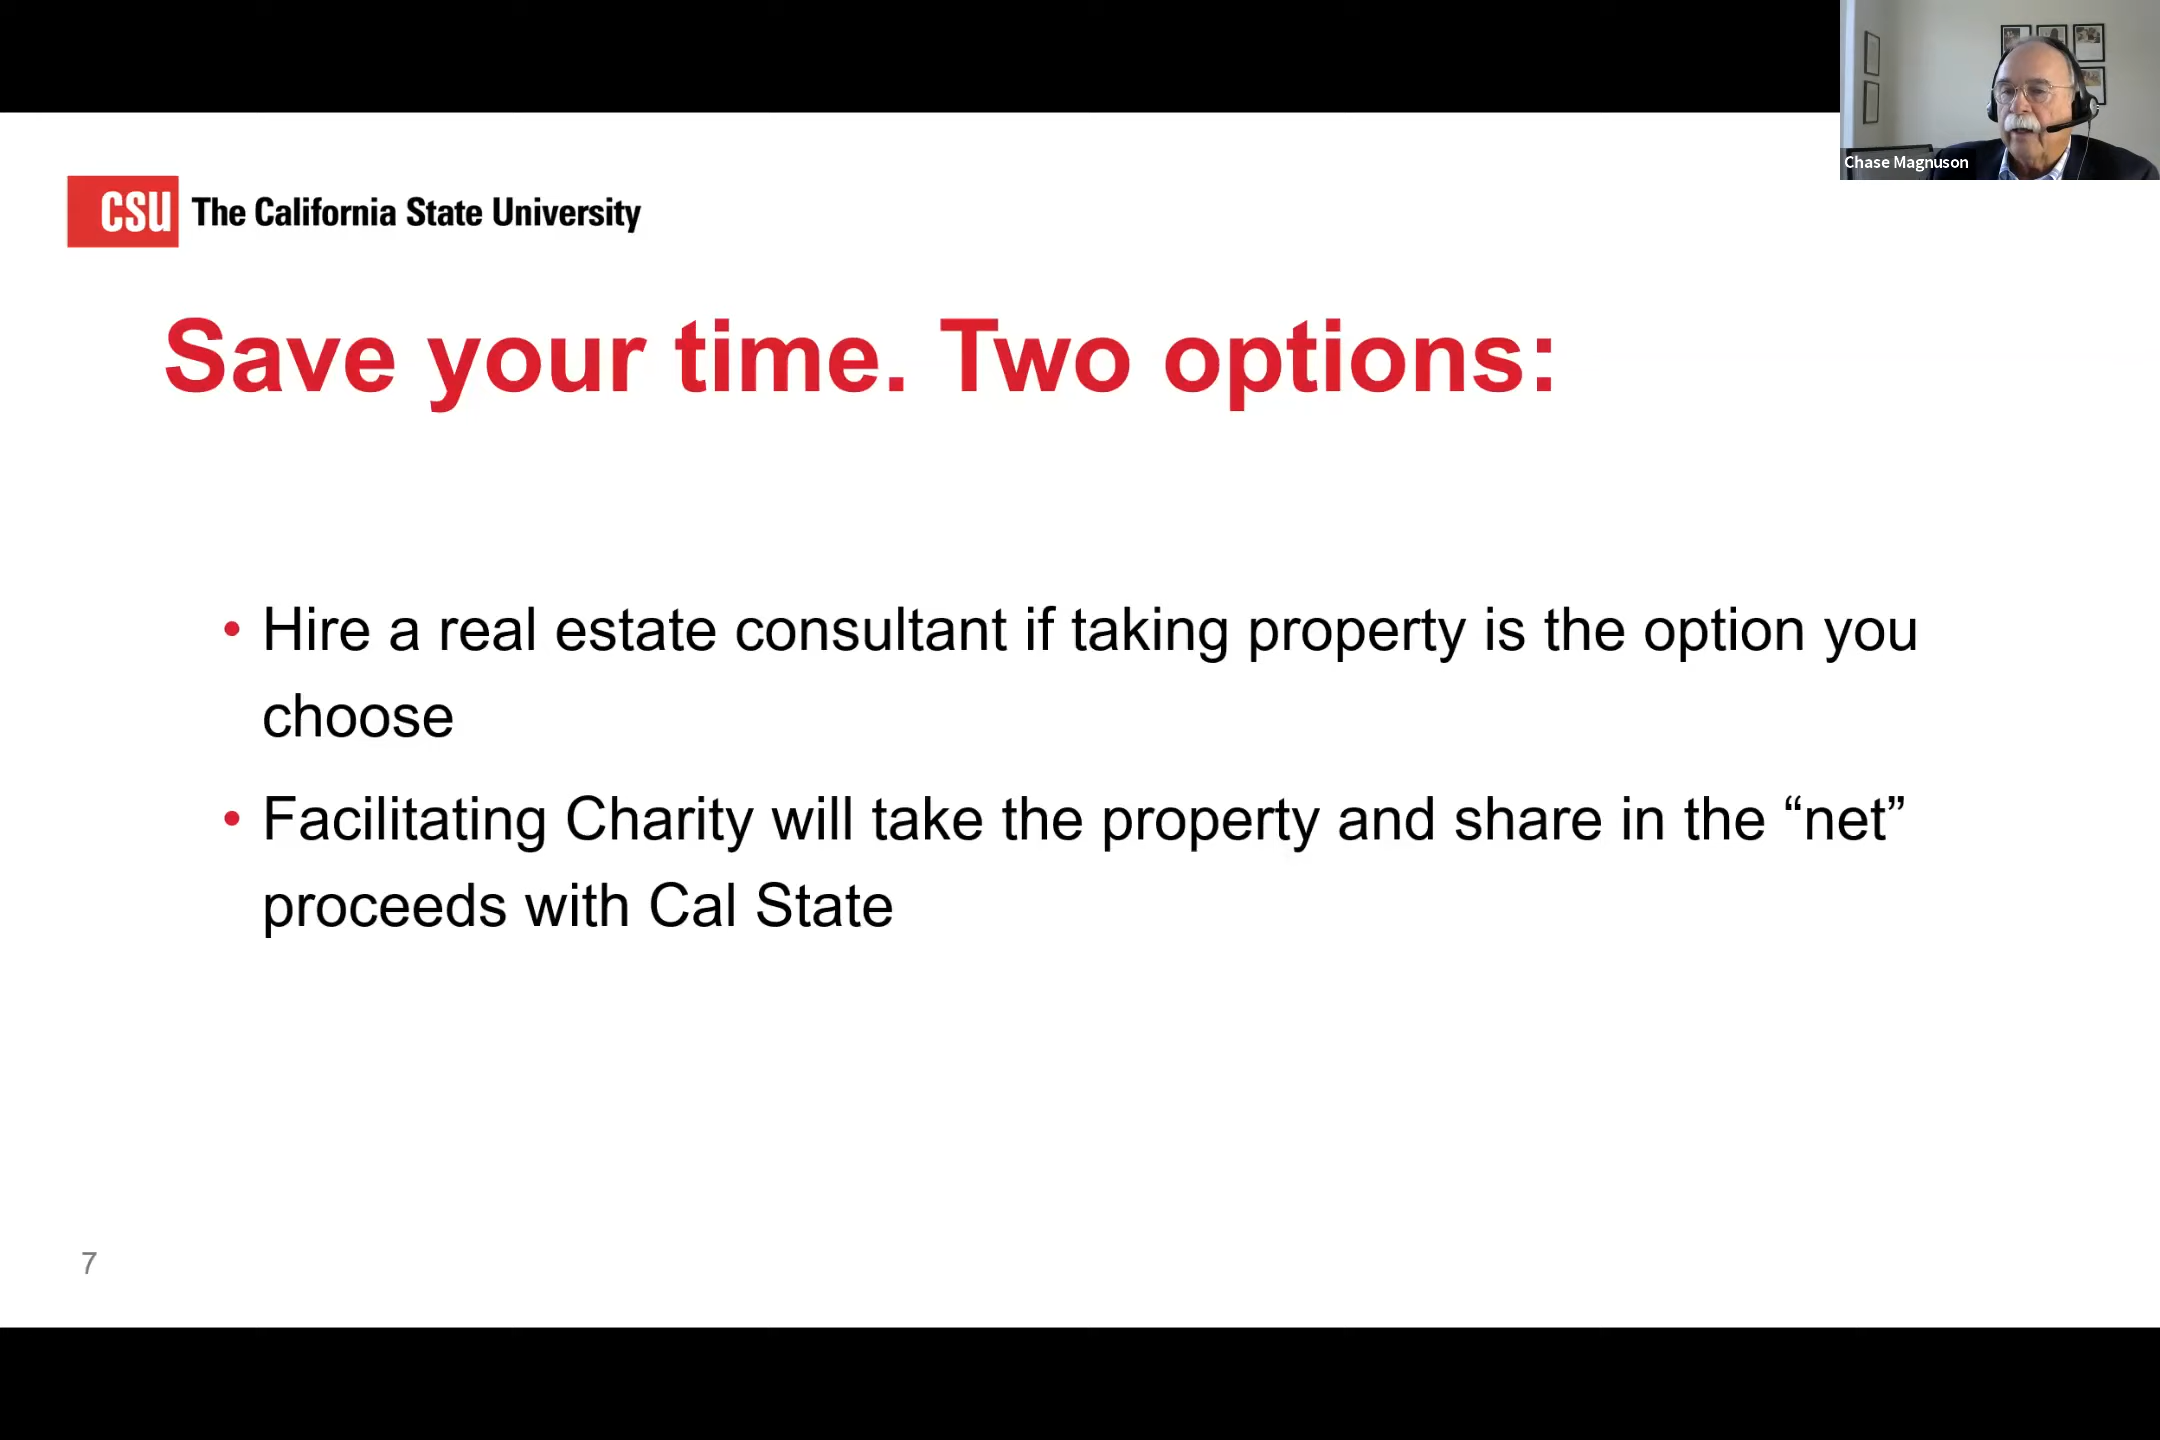 Chase Magnuson
CSU The California State University
Save your time. Two options:
• Hire a real estate consultant if taking property is the option you
choose
• Facilitating Charity will take the property and share in the “net”
proceeds with Cal State
7